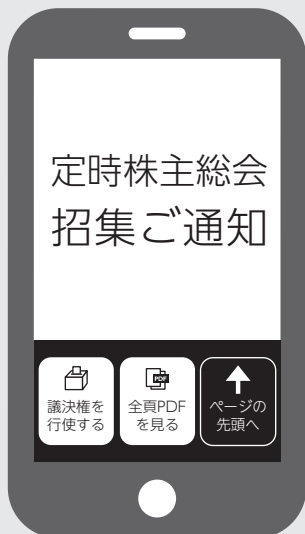 定時株主総会
招集ご通知
PDF
議決権を
行使する
全頁PDF
を見る
ページの
先頭へ